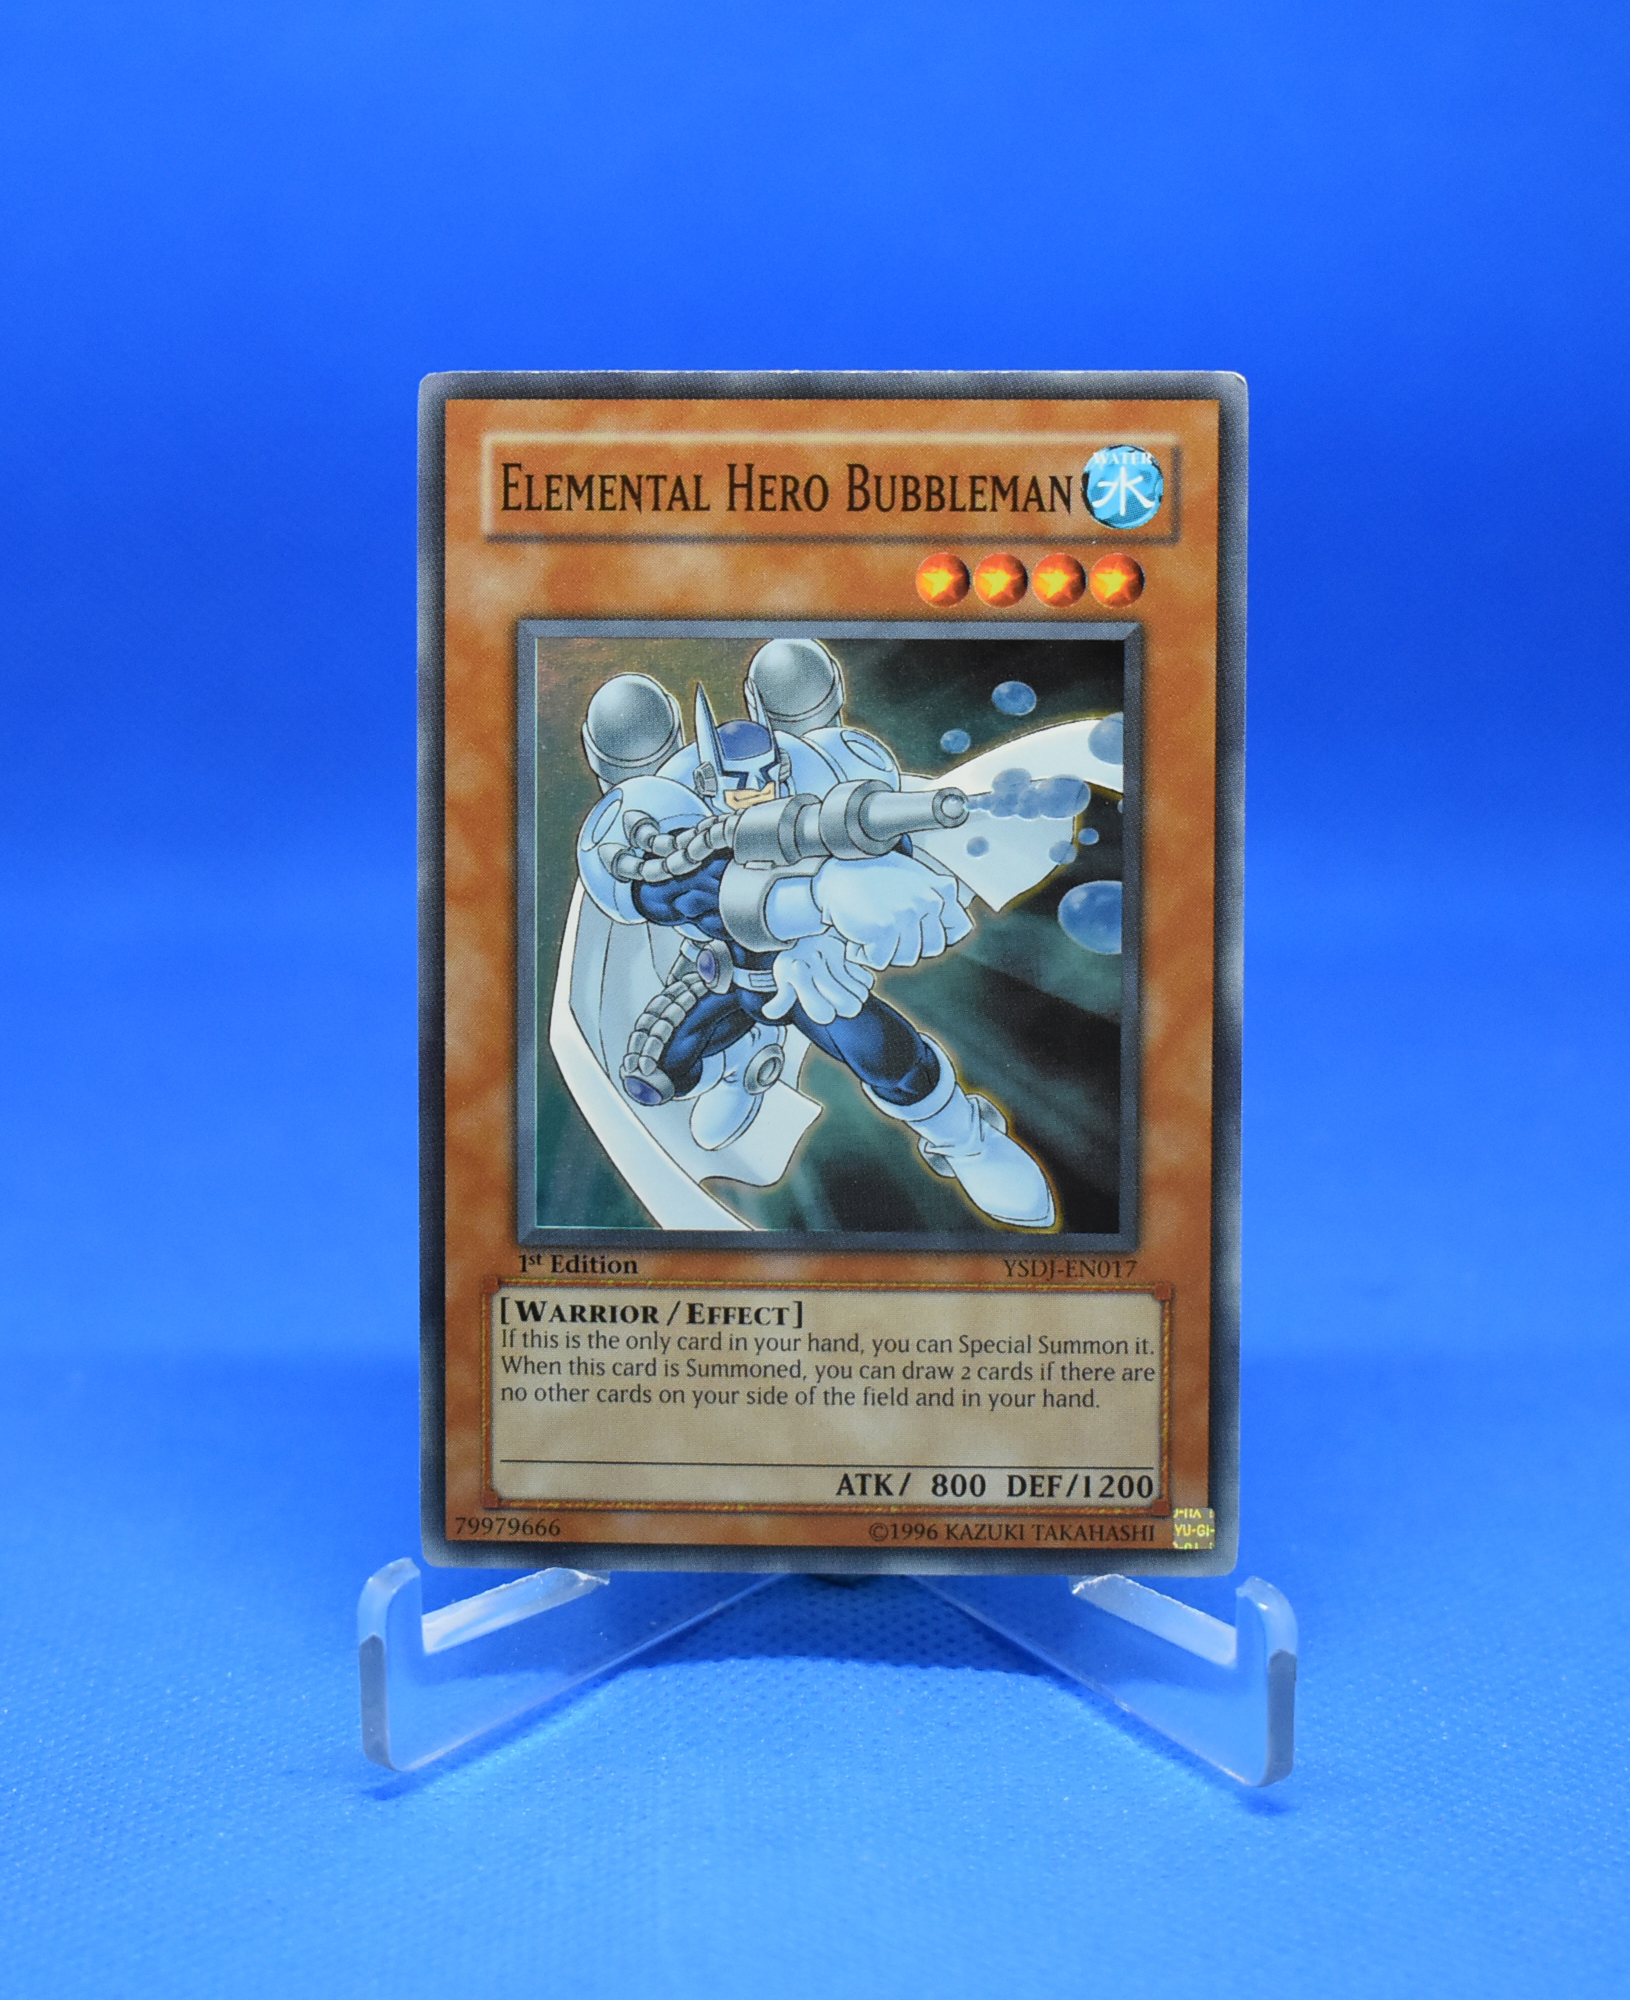 ELEMENTAL HERO BUBBLEMAN
WATER
水
1st Edition
YSDJ-EN017
[WARRIOR/EFFECT]
If this is the only card in your hand, you can Special Summon it.
When this card is Summoned, you can draw 2 cards if there are
no other cards on your side of the field and in your hand.
ATK/ 800 DEF/1200
79979666
©1996 KAZUKI TAKAHASHI
YU-GI-